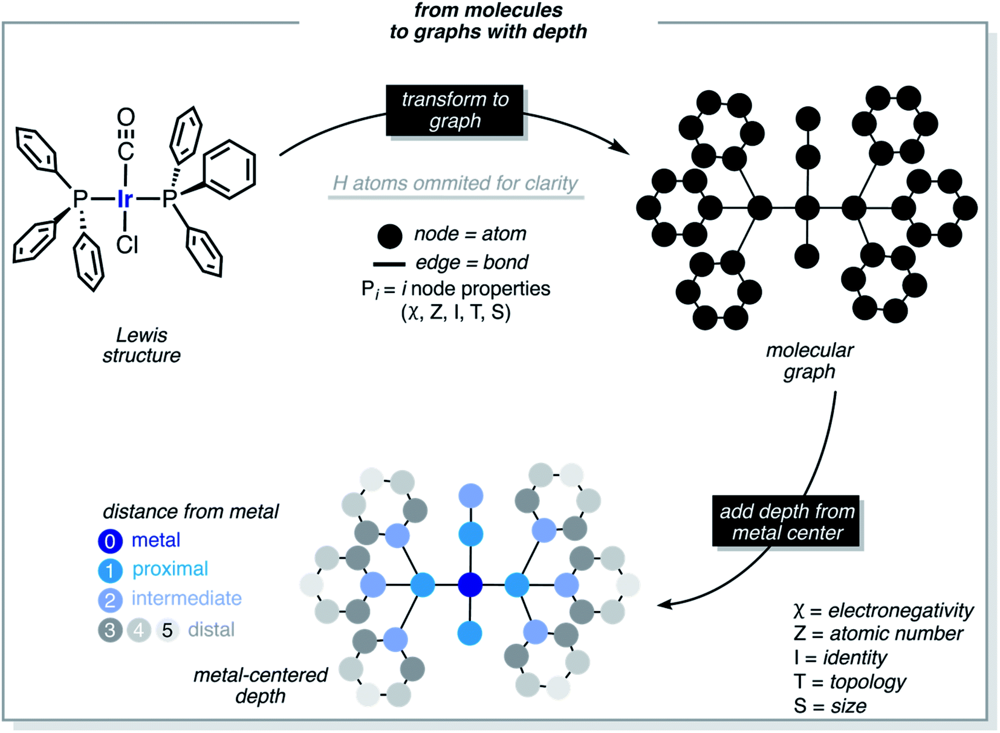 from molecules
to graphs with depth
transform to
graph
O
C
P
Ir
P
Cl
H atoms ommited for clarity
node = atom
edge = bond
Pi = i node properties
(χ, Z, I, T, S)
Lewis
structure
molecular
graph
add depth from
metal center
distance from metal
0 metal
1 proximal
2 intermediate
3 4 5 distal
metal-centered
depth
χ = electronegativity
Z = atomic number
I = identity
T = topology
S = size